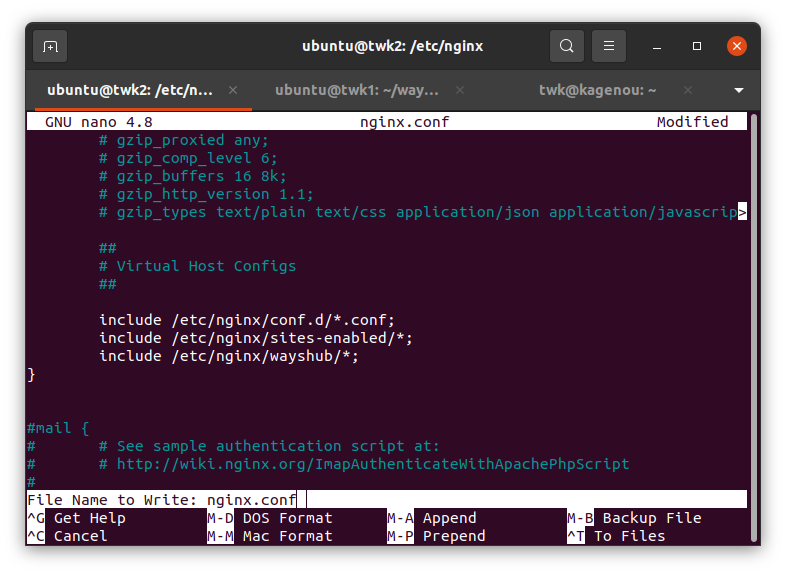 ubuntu@twk2: /etc/nginx
ubuntu@twk2: /etc/n... × ubuntu@twk1: ~/way... × twk@kagenou: ~ ×
GNU nano 4.8 nginx.conf Modified
# gzip_proxied any;
# gzip_comp_level 6;
# gzip_buffers 16 8k;
# gzip_http_version 1.1;
# gzip_types text/plain text/css application/json application/javascrip>
##
# Virtual Host Configs
##
include /etc/nginx/conf.d/*.conf;
include /etc/nginx/sites-enabled/*;
include /etc/nginx/wayshub/*;
}
#mail {
# # See sample authentication script at:
# # http://wiki.nginx.org/ImapAuthenticateWithApachePhpScript
#
File Name to Write: nginx.conf
^G Get Help M-D DOS Format M-A Append M-B Backup File
^C Cancel M-M Mac Format M-P Prepend ^T To Files